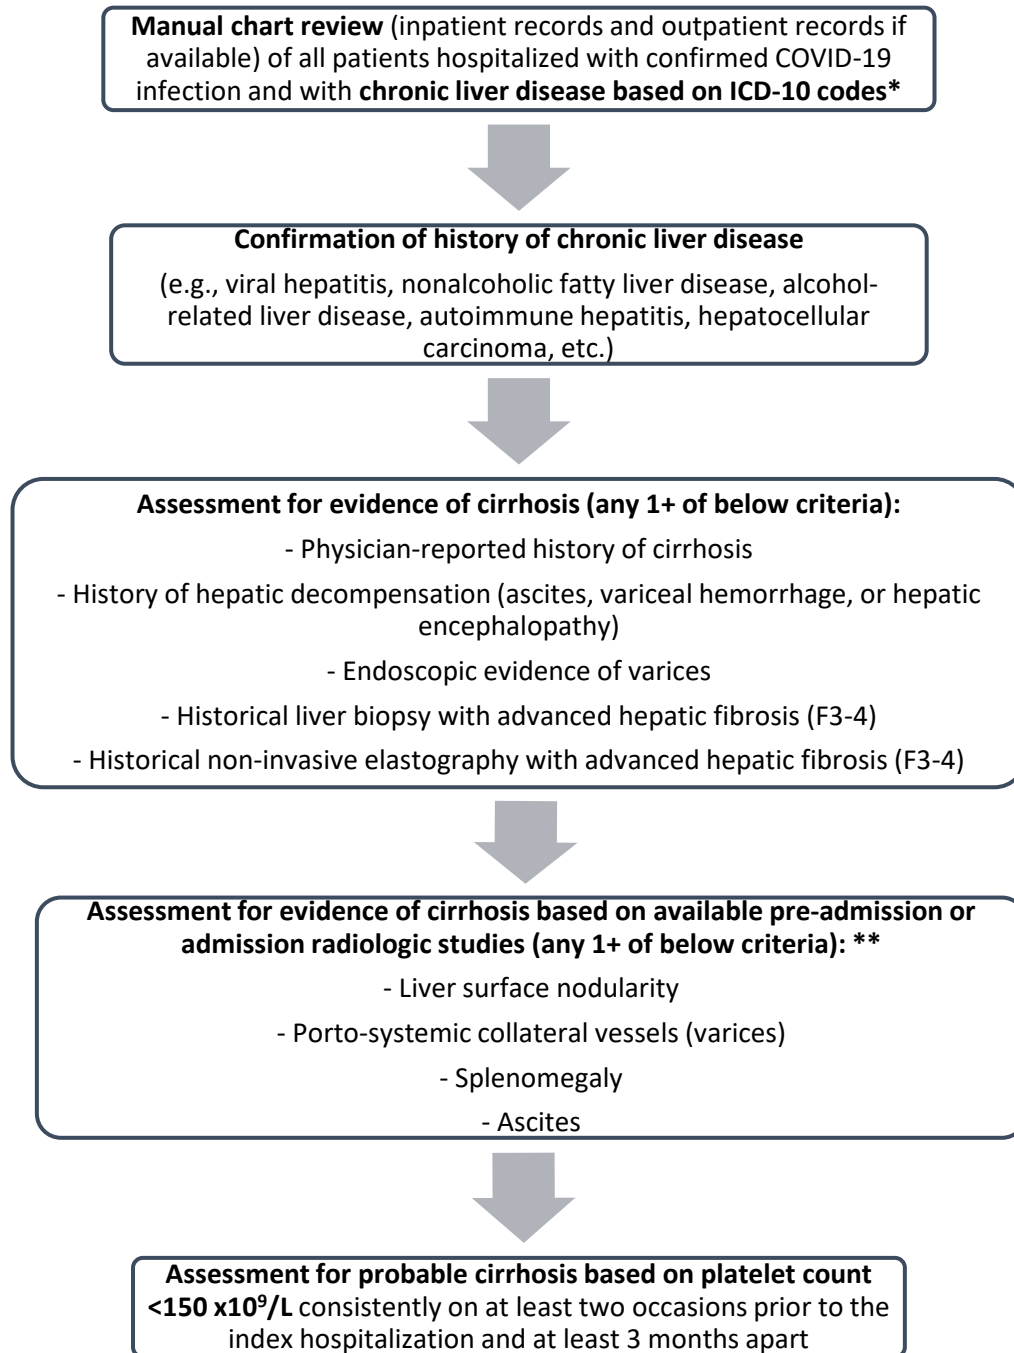 Manual chart review (inpatient records and outpatient records if
available) of all patients hospitalized with confirmed COVID-19
infection and with chronic liver disease based on ICD-10 codes*
Confirmation of history of chronic liver disease
(e.g., viral hepatitis, nonalcoholic fatty liver disease, alcohol-
related liver disease, autoimmune hepatitis, hepatocellular
carcinoma, etc.)
Assessment for evidence of cirrhosis (any 1+ of below criteria):
- Physician-reported history of cirrhosis
- History of hepatic decompensation (ascites, variceal hemorrhage, or hepatic
encephalopathy)
- Endoscopic evidence of varices
- Historical liver biopsy with advanced hepatic fibrosis (F3-4)
- Historical non-invasive elastography with advanced hepatic fibrosis (F3-4)
Assessment for evidence of cirrhosis based on available pre-admission or
admission radiologic studies (any 1+ of below criteria): **
- Liver surface nodularity
- Porto-systemic collateral vessels (varices)
- Splenomegaly
- Ascites
Assessment for probable cirrhosis based on platelet count
<150 x10⁹/L consistently on at least two occasions prior to the
index hospitalization and at least 3 months apart